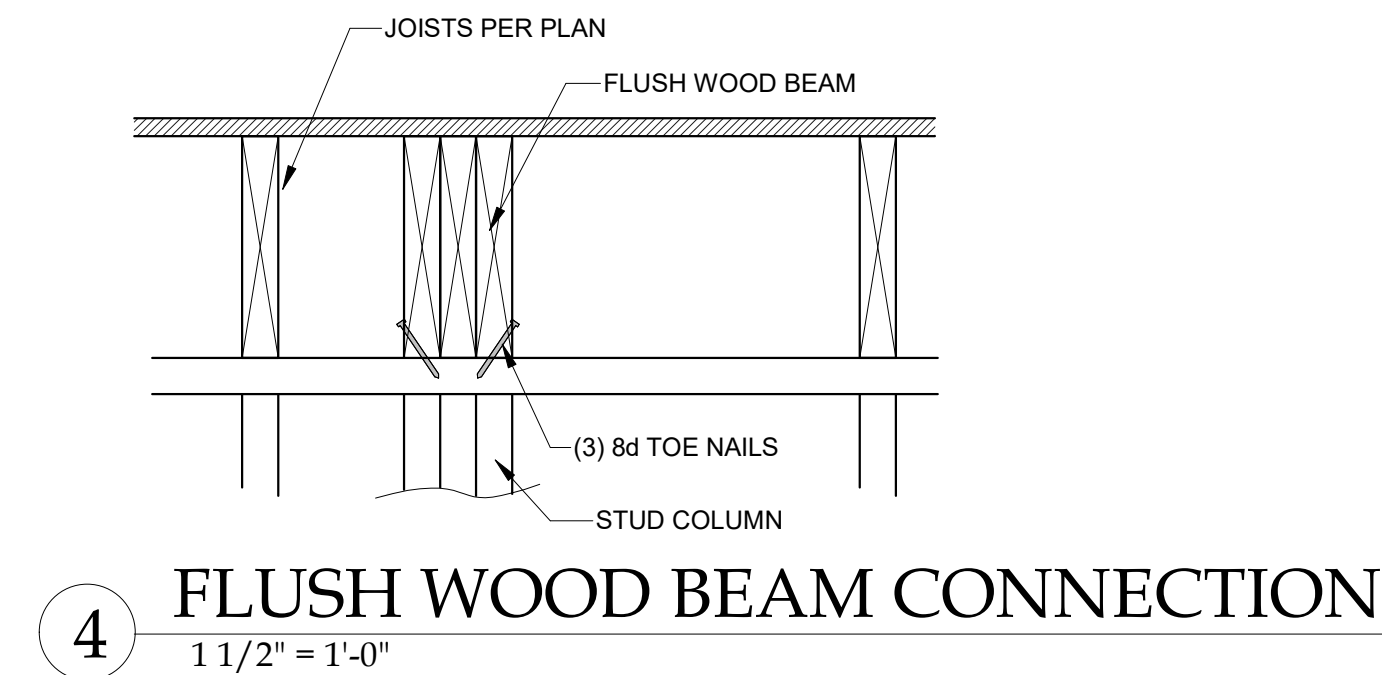 JOISTS PER PLAN
FLUSH WOOD BEAM
(3) 8d TOE NAILS
STUD COLUMN
4
FLUSH WOOD BEAM CONNECTION
1 1/2" = 1'-0"